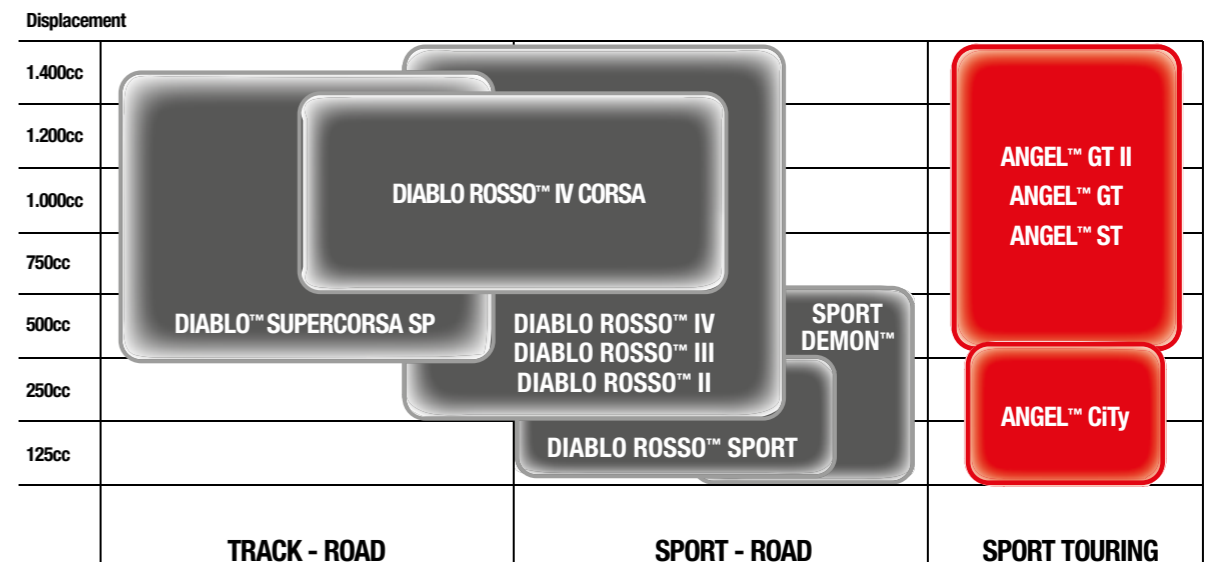 Displacement
1.400cc
1.200cc
1.000cc
750cc
500cc
250cc
125cc
DIABLO™ SUPERCORSA SP
DIABLO ROSSO™ IV CORSA
DIABLO ROSSO™ IV
DIABLO ROSSO™ III
DIABLO ROSSO™ II
SPORT
DEMON™
DIABLO ROSSO™ SPORT
ANGEL™ GT II
ANGEL™ GT
ANGEL™ ST
ANGEL™ CiTy
TRACK - ROAD
SPORT - ROAD
SPORT TOURING